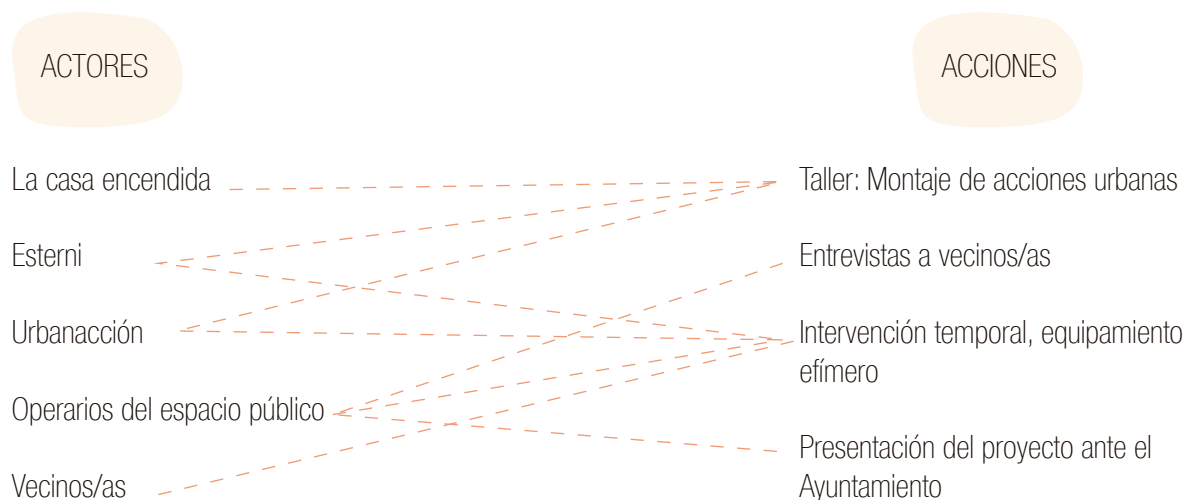 ACTORES
ACCIONES
La casa encendida
Esterni
Urbanacción
Operarios del espacio público
Vecinos/as
Taller: Montaje de acciones urbanas
Entrevistas a vecinos/as
Intervención temporal, equipamiento
efímero
Presentación del proyecto ante el
Ayuntamiento